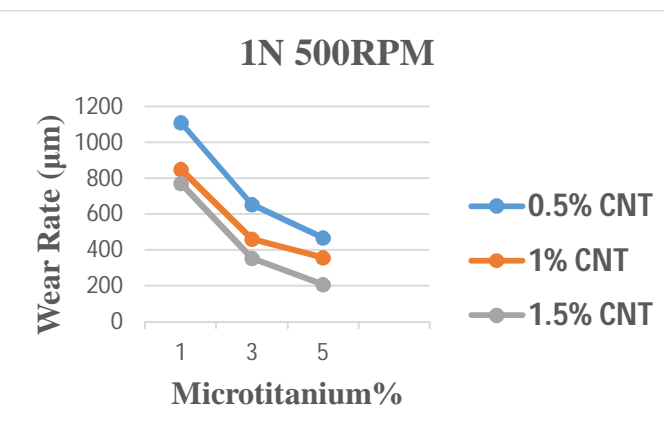 1N 500RPM
Wear Rate (µm)
1200
1000
800
600
400
200
0
1 3 5
Microtitanium%
0.5% CNT
1% CNT
1.5% CNT